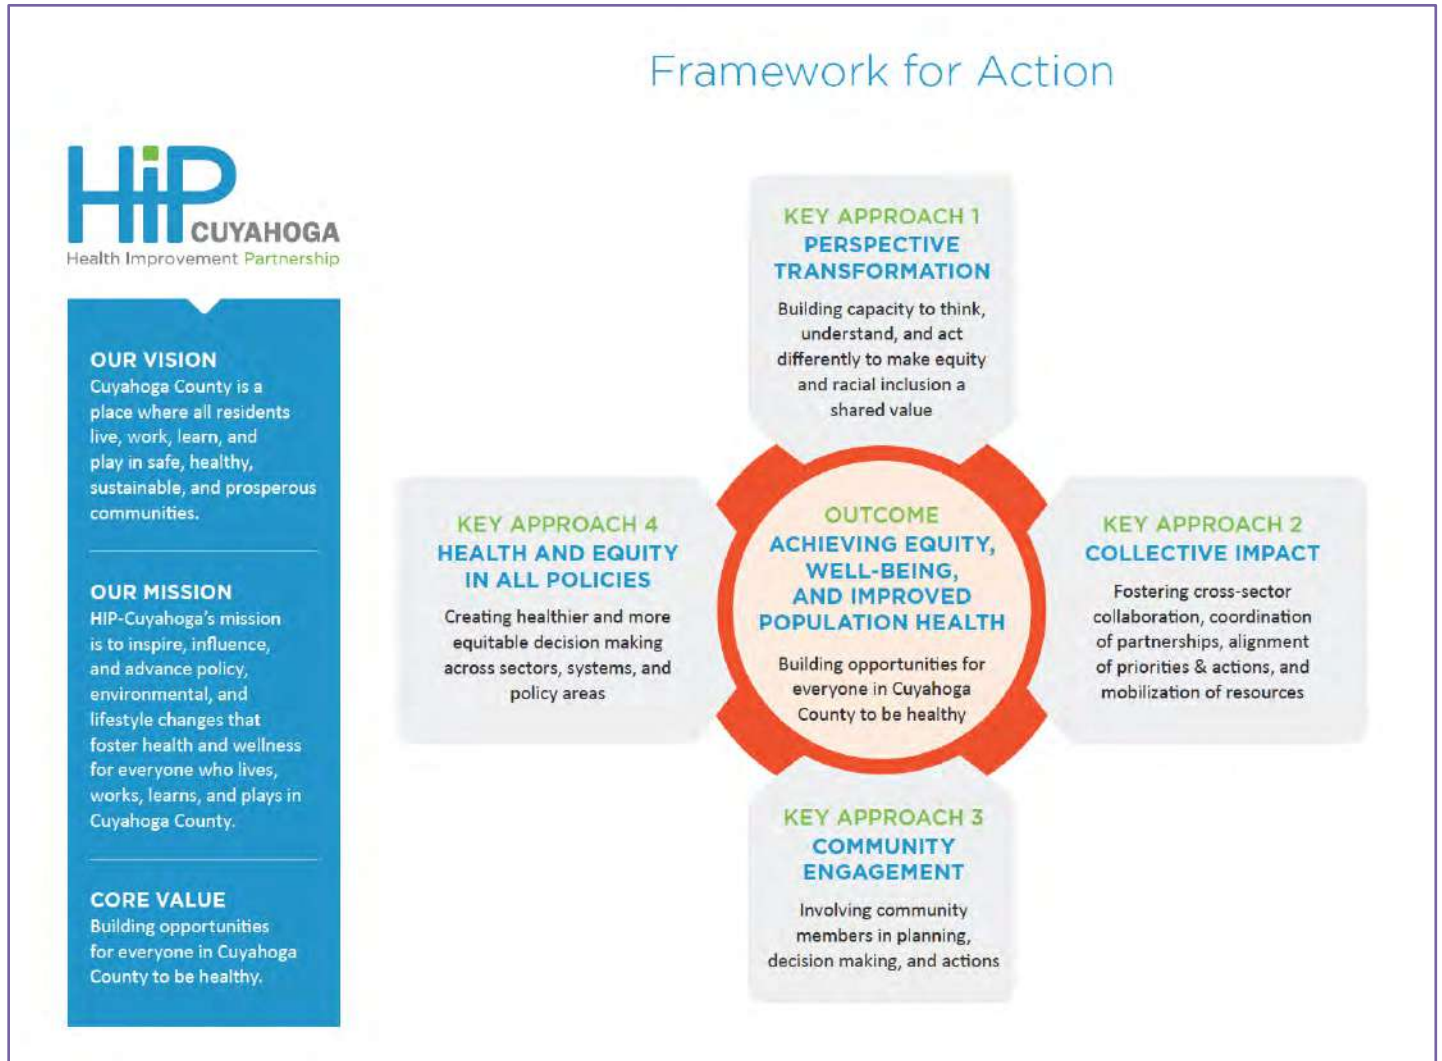 Framework for Action
HiP
CUYAHOGA
Health Improvement Partnership
OUR VISION
Cuyahoga County is a
place where all residents
live, work, learn, and
play in safe, healthy,
sustainable, and prosperous
communities.
OUR MISSION
HIP-Cuyahoga's mission
is to inspire, influence,
and advance policy,
environmental, and
lifestyle changes that
foster health and wellness
for everyone who lives,
works, learns, and plays in
Cuyahoga County.
CORE VALUE
Building opportunities
for everyone in Cuyahoga
County to be healthy.
KEY APPROACH 1
PERSPECTIVE
TRANSFORMATION
Building capacity to think,
understand, and act
differently to make equity
and racial inclusion a
shared value
KEY APPROACH 4
HEALTH AND EQUITY
IN ALL POLICIES
Creating healthier and more
equitable decision making
across sectors, systems, and
policy areas
OUTCOME
ACHIEVING EQUITY,
WELL-BEING,
AND IMPROVED
POPULATION HEALTH
Building opportunities for
everyone in Cuyahoga
County to be healthy
KEY APPROACH 2
COLLECTIVE IMPACT
Fostering cross-sector
collaboration, coordination
of partnerships, alignment
of priorities & actions, and
mobilization of resources
KEY APPROACH 3
COMMUNITY
ENGAGEMENT
Involving community
members in planning,
decision making, and actions